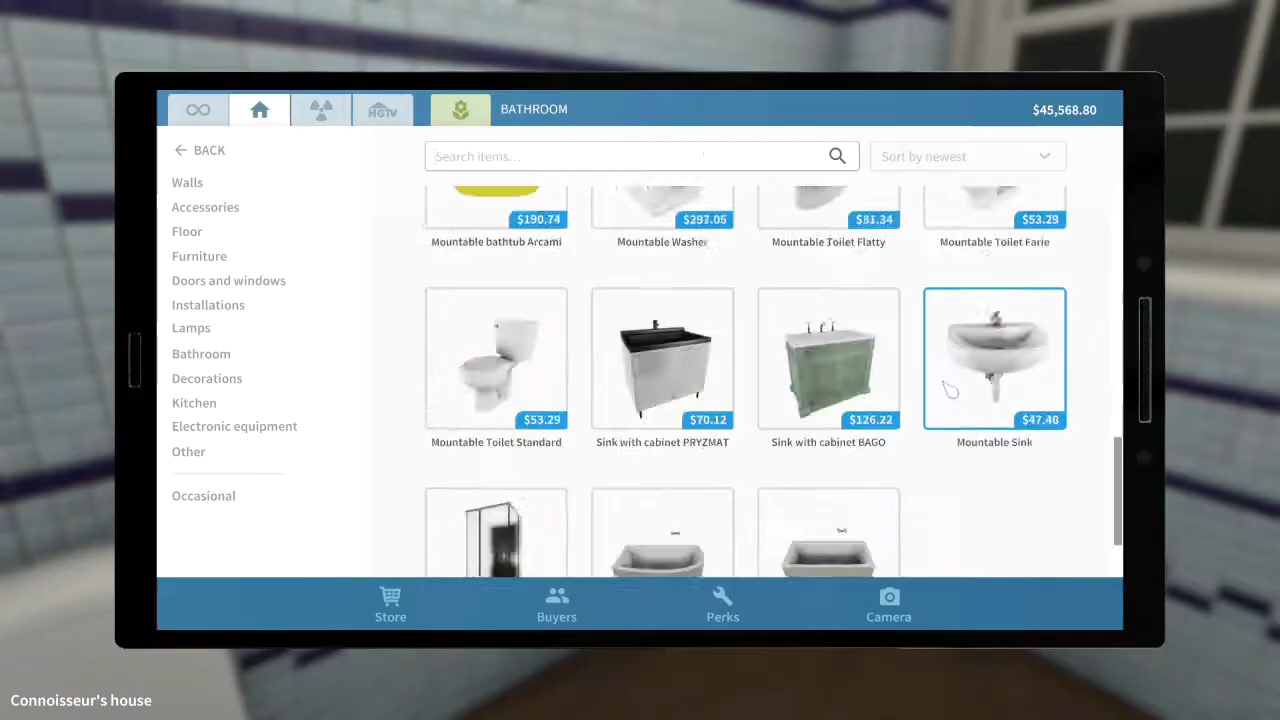 HGTV
BATHROOM
$45,568.80
BACK
Search items...
Sort by newest
Walls
Accessories
Floor
Furniture
Doors and windows
Installations
Lamps
Bathroom
Decorations
Kitchen
Electronic equipment
Other
Occasional
$190.74
$297.05
$81.34
$53.29
Mountable bathtub Arcami
Mountable Washer
Mountable Toilet Flatty
Mountable Toilet Farie
$53.29
$70.12
$126.22
$47.40
Mountable Toilet Standard
Sink with cabinet PRYZMAT
Sink with cabinet BAGO
Mountable Sink
Store
Buyers
Perks
Camera
Connoisseur's house